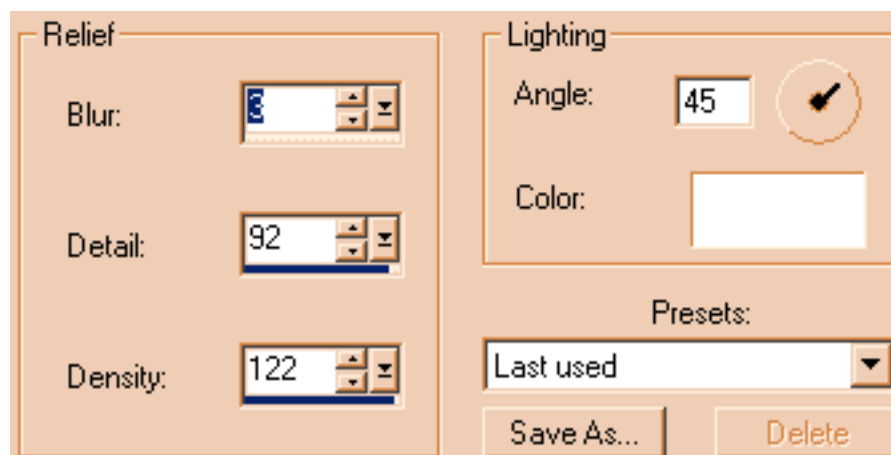 Relief
Blur:
3
Detail:
92
Density:
122
Lighting
Angle:
45
Color:
Presets:
Last used
Save As...
Delete